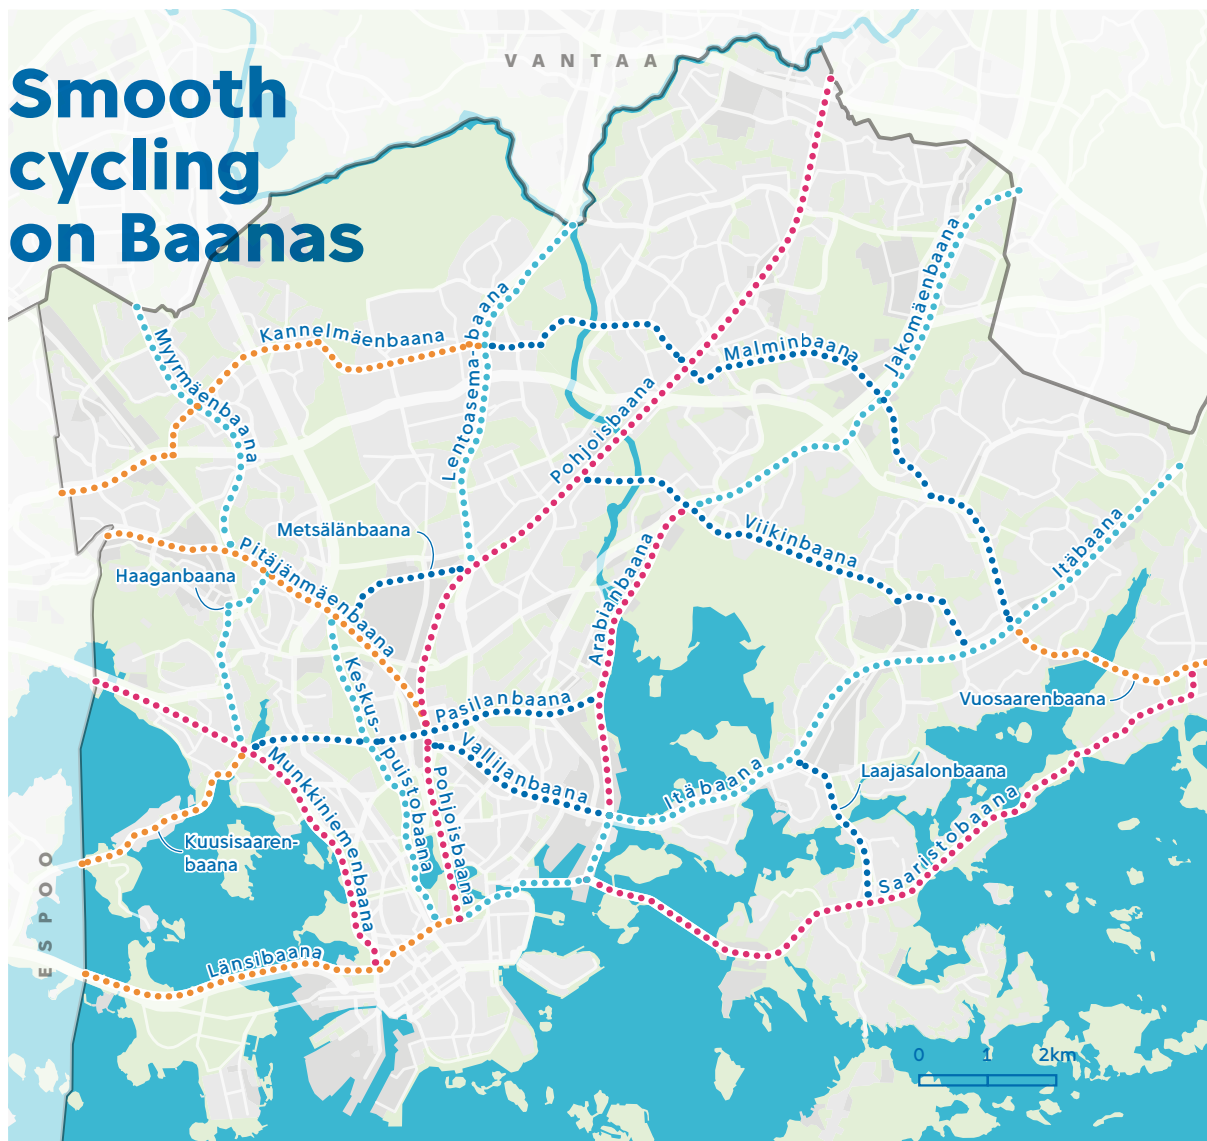 VANTAA
Smooth
cycling
on Baanas
Kannelmäenbaana
Myyrmäenbaana
Lentoasema-baana
Malminbaana
Jakomäenbaana
Pohjoisbaana
Metsälänbaana
Viikinbaana
Itäbaana
Haaganbaana
Pitäjänmäenbaana
Arabianbaana
Keskus-
puistobaana
Pasilanbaana
Vuosaarenbaana
Vallilanbaana
Munkkiniemenbaana
Pohjoisbaana
Itäbaana
Laajasalonbaana
Saaristobaana
Kuusisaaren-
baana
ESPOO
Länsibaana
0 1 2km